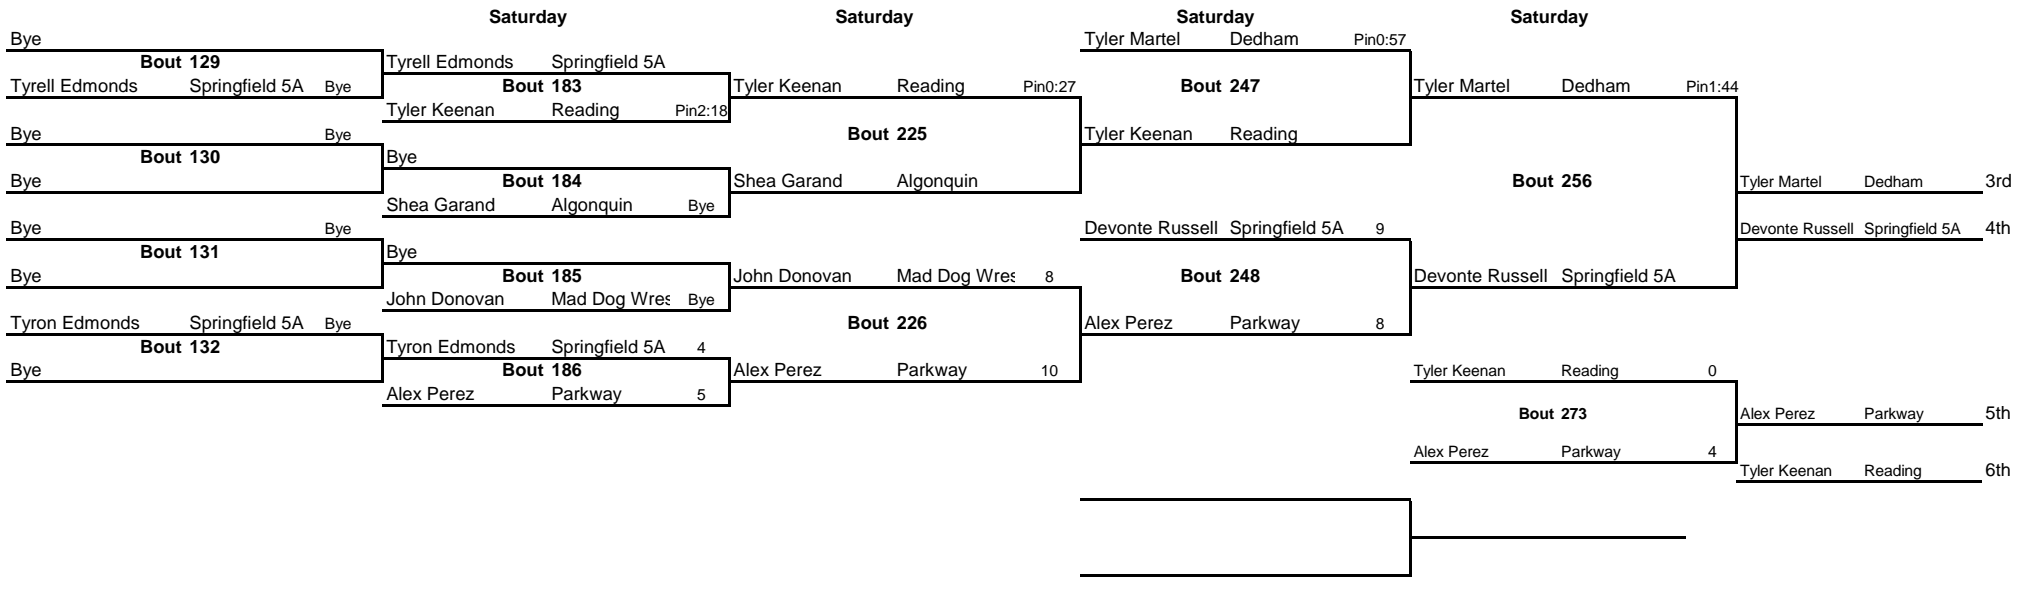 Saturday Saturday Saturday Saturday
Bye Tyler Martel Dedham Pin0:57
Bout 129 Tyrell Edmonds Springfield 5A
Tyrell Edmonds Springfield 5A Bye Bout 183 Tyler Keenan Reading Pin0:27 Bout 247 Tyler Martel Dedham Pin1:44
Tyler Keenan Reading Pin2:18
Bye Bye Bout 225 Tyler Keenan Reading
Bout 130 Bye
Bye Bout 184 Shea Garand Algonquin Bout 256 Tyler Martel Dedham 3rd
Shea Garand Algonquin Bye
Bye Bye Devonte Russell Springfield 5A 9 Devonte Russell Springfield 5A 4th
Bout 131 Bye
Bye Bout 185 John Donovan Mad Dog Wres 8 Bout 248 Devonte Russell Springfield 5A
John Donovan Mad Dog Wres Bye
Tyron Edmonds Springfield 5A Bye Bout 226 Alex Perez Parkway 8
Bout 132 Tyron Edmonds Springfield 5A 4
Bye Bout 186 Alex Perez Parkway 10 Tyler Keenan Reading 0
Alex Perez Parkway 5
Bout 273 Alex Perez Parkway 5th
Alex Perez Parkway 4
Tyler Keenan Reading 6th